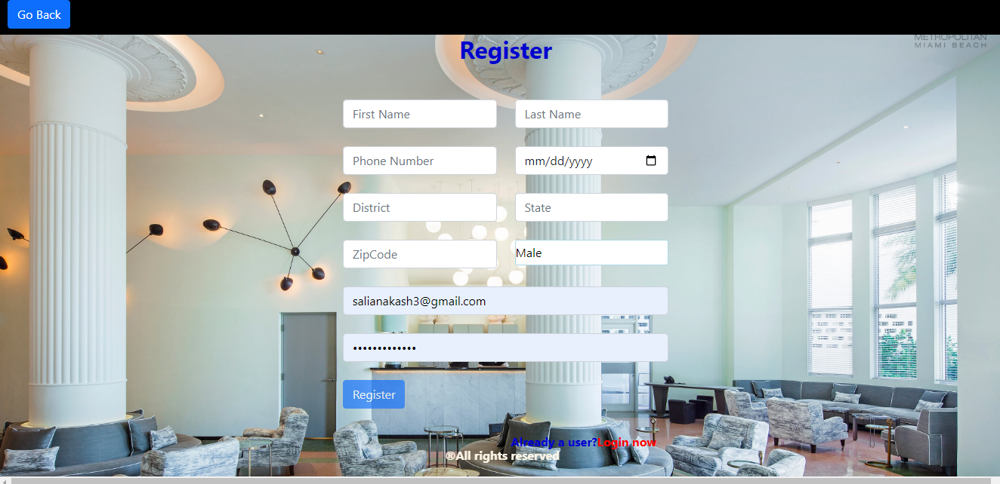 Go Back
METROPOLITAN
MIAMI BEACH
Register
First Name
Last Name
Phone Number
mm/dd/yyyy
District
State
ZipCode
Male
salianakash3@gmail.com
•••••••••••••
Register
Already a user?Login now
®All rights reserved